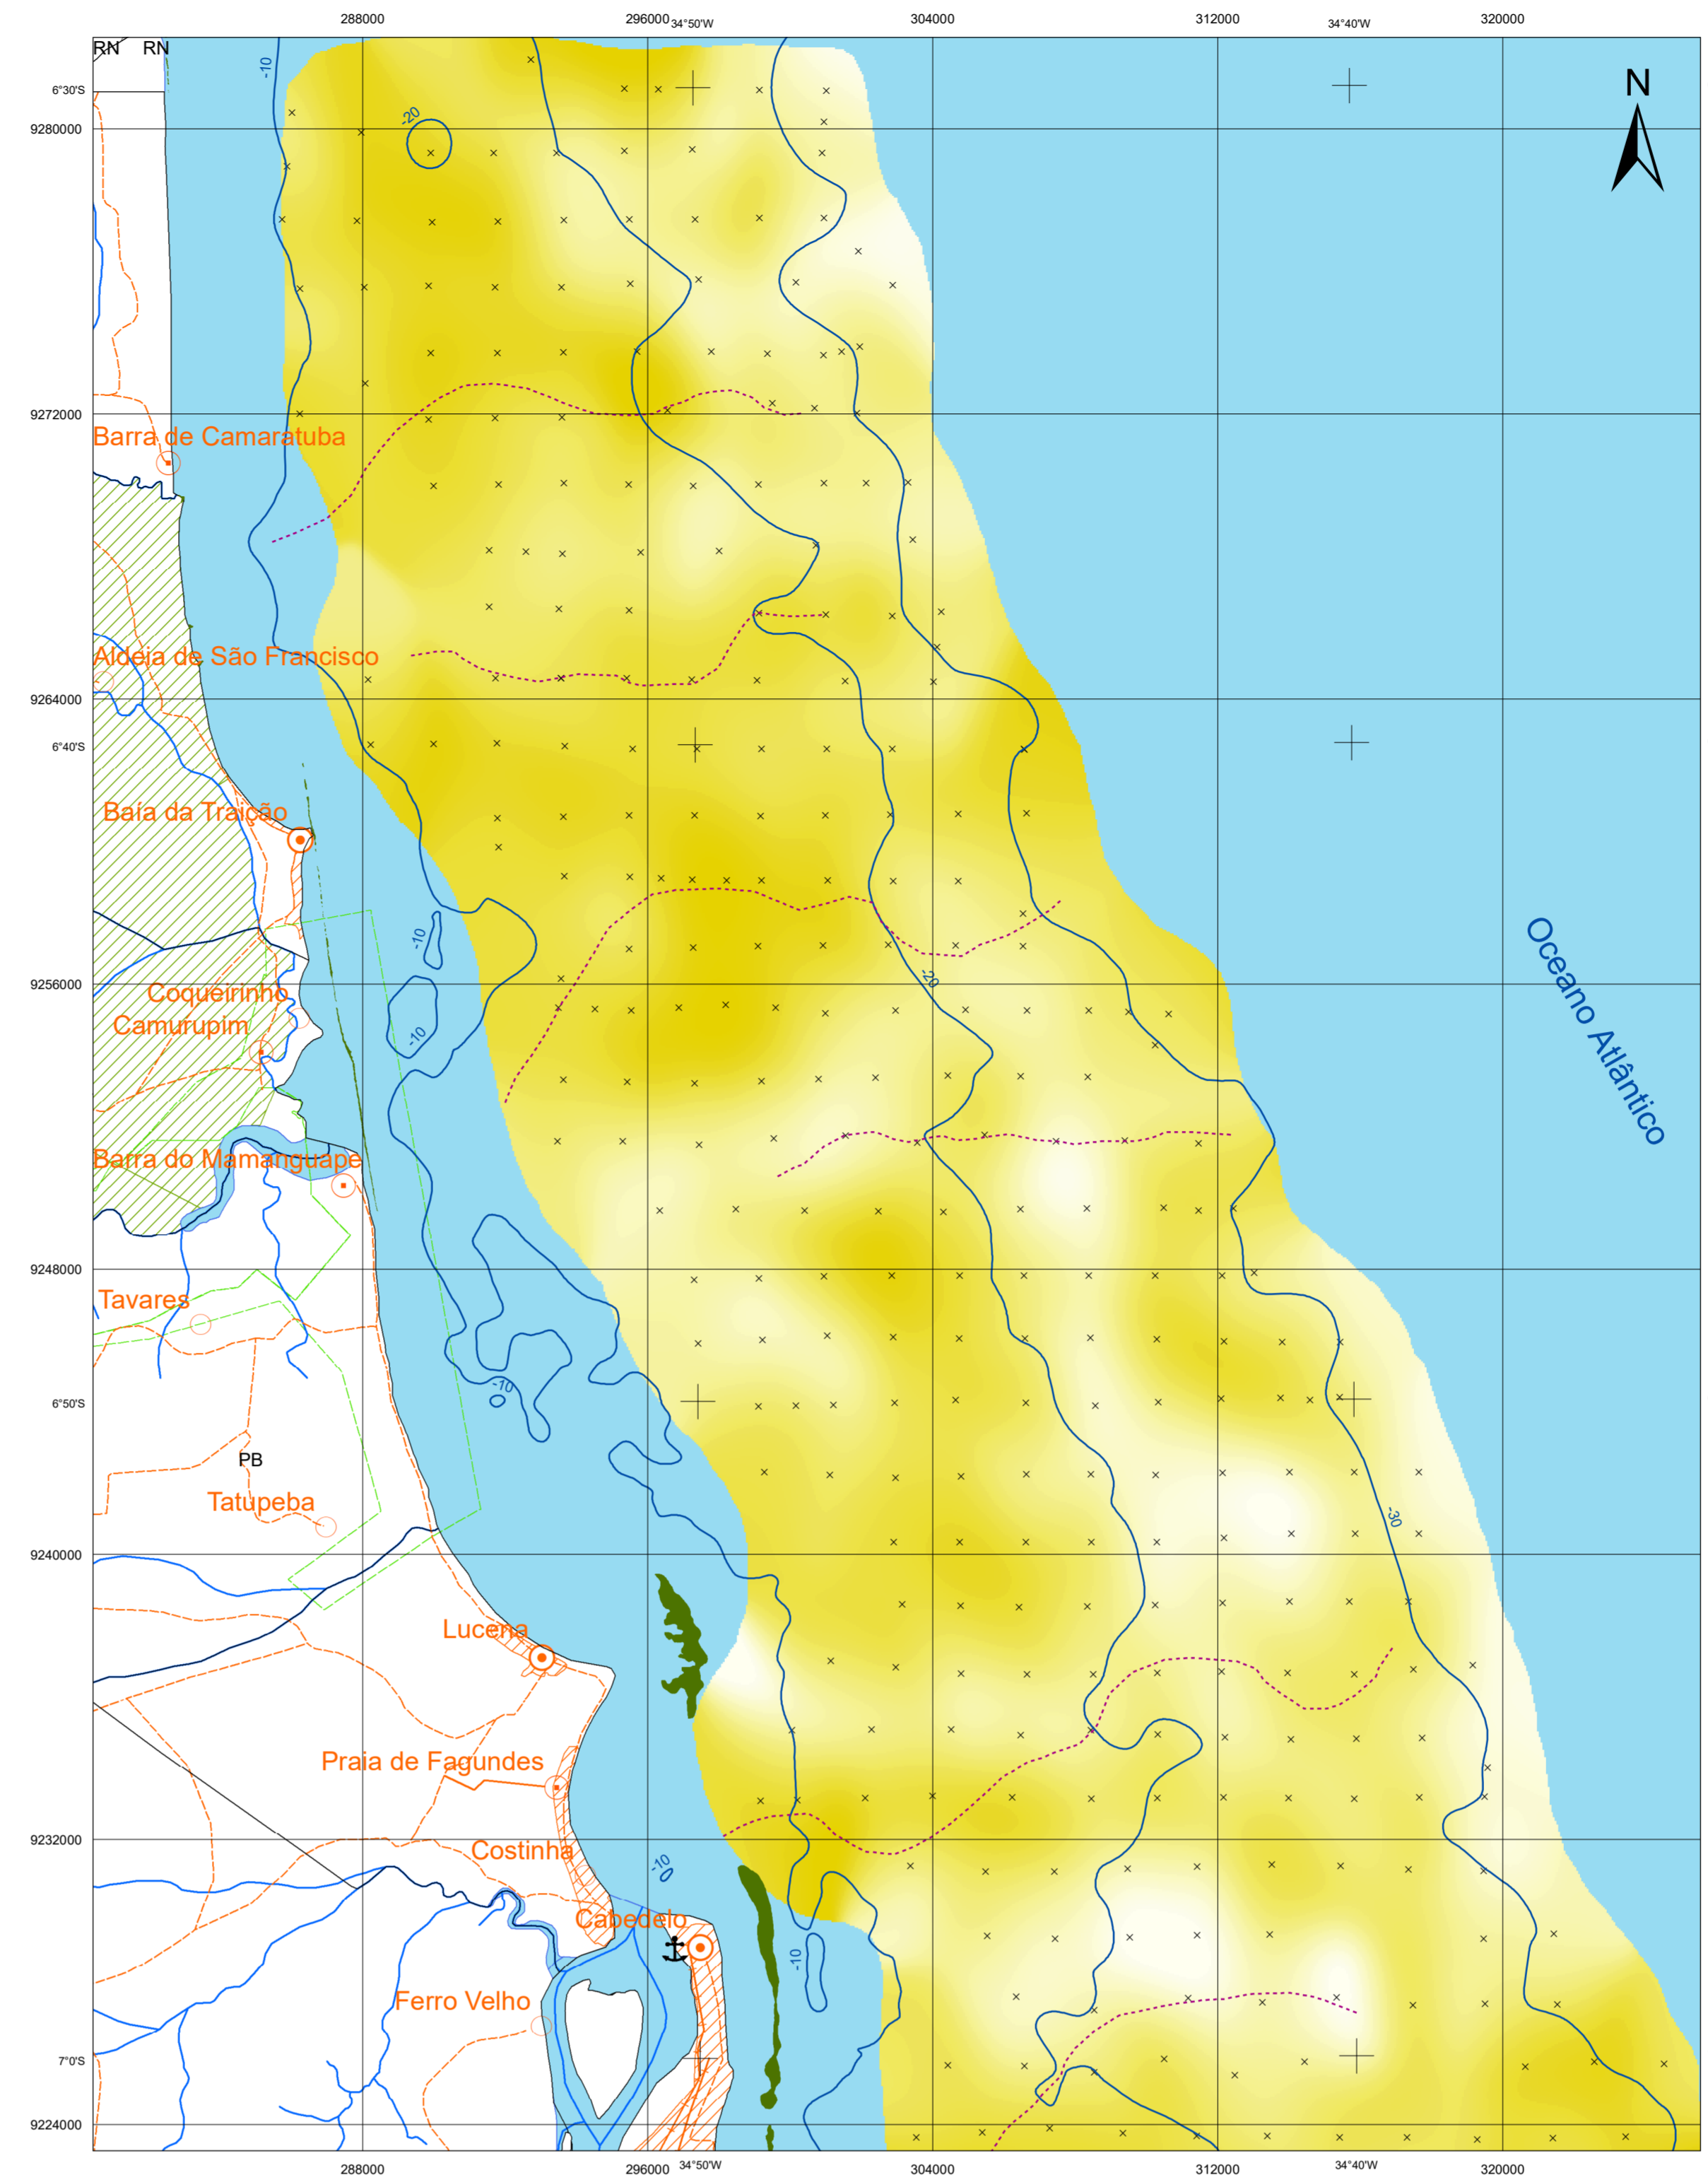 288000 296000 34°50'W 304000 312000 34°40'W 320000
RN RN
-10
N
6°30'S
-20
9280000
9272000
Barra de Camaratuba
Aldeia de São Francisco
9264000
6°40'S
Baía da Traição
-10
Oceano Atlântico
-20
9256000
Coqueirinho
Camurupim
-10
Barra do Mamanguape
9248000
Tavares
-10
6°50'S
PB
Tatupeba
-30
9240000
Lucena
Praia de Fagundes
9232000
Costinha
-10
Cabedelo
-10
Ferro Velho
7°0'S
9224000
288000 296000 34°50'W 304000 312000 34°40'W 320000